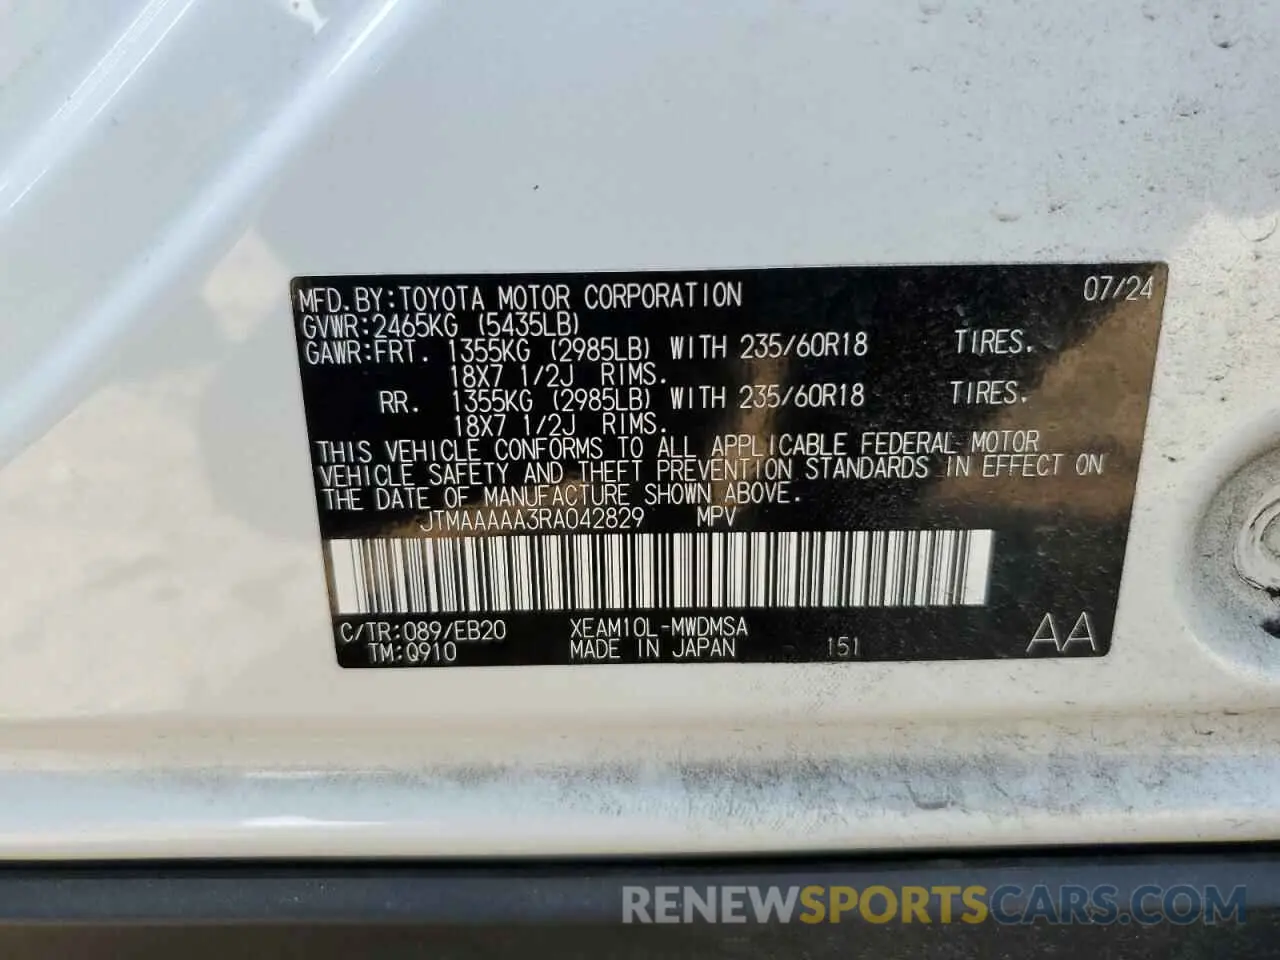 MFD. BY: TOYOTA MOTOR CORPORATION 07/24
GVWR: 2465KG (5435LB)
GAWR: FRT. 1355KG (2985LB) WITH 235/60R18 TIRES.
18X7 1/2J RIMS.
RR. 1355KG (2985LB) WITH 235/60R18 TIRES.
18X7 1/2J RIMS.
THIS VEHICLE CONFORMS TO ALL APPLICABLE FEDERAL MOTOR
VEHICLE SAFETY AND THEFT PREVENTION STANDARDS IN EFFECT ON
THE DATE OF MANUFACTURE SHOWN ABOVE.
JTMAAAAA3RA042829 MPV
C/TR: 089/EB20 XEAM10L-MWDMSA
TM: Q910 MADE IN JAPAN 151 AA
RENEWSPORTSCARS.COM